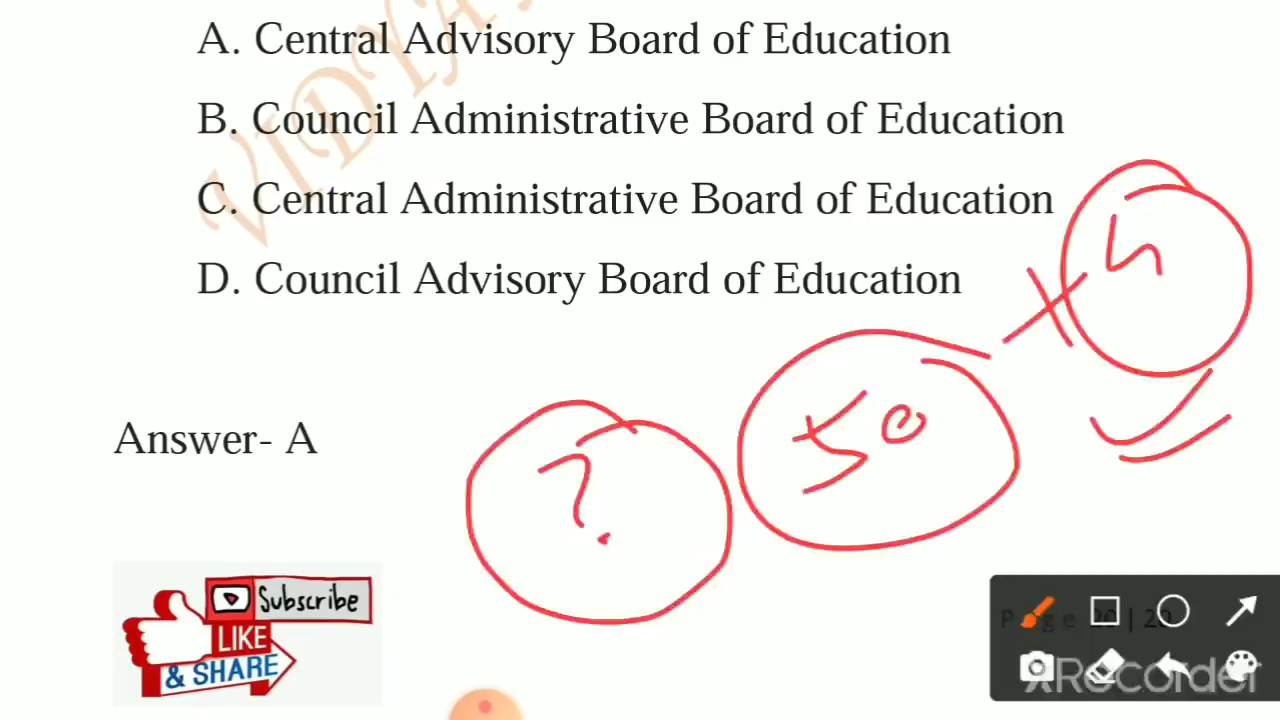 A. Central Advisory Board of Education
B. Council Administrative Board of Education
C. Central Administrative Board of Education
D. Council Advisory Board of Education
Answer- A
?
50
+ 5
Subscribe
LIKE
& SHARE
XRecorder